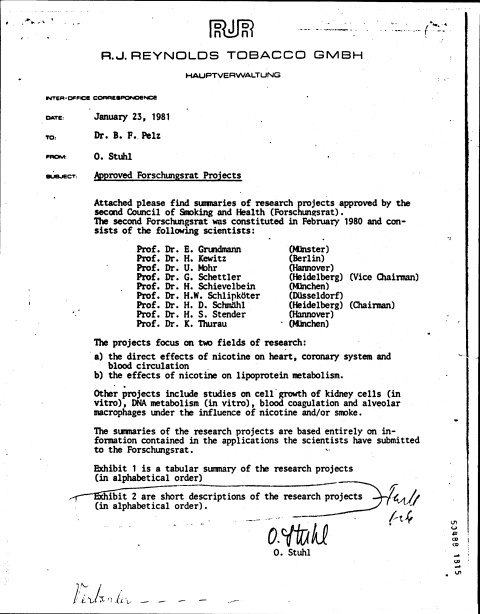 RJR
R.J. REYNOLDS TOBACCO GMBH
HAUPTVERWALTUNG
INTER-OFFICE CORRESPONDENCE
DATE: January 23, 1981
TO: Dr. B. F. Pelz
FROM: O. Stuhl
SUBJECT: Approved Forschungsrat Projects
Attached please find summaries of research projects approved by the
second Council of Smoking and Health (Forschungsrat).
The second Forschungsrat was constituted in February 1980 and con-
sists of the following scientists:
Prof. Dr. E. Grundmann (Münster)
Prof. Dr. H. Kewitz (Berlin)
Prof. Dr. U. Mohr (Hannover)
Prof. Dr. G. Schettler (Heidelberg) (Vice Chairman)
Prof. Dr. H. Schievelbein (München)
Prof. Dr. H.W. Schlipköter (Düsseldorf)
Prof. Dr. H. D. Schmähl (Heidelberg) (Chairman)
Prof. Dr. H. S. Stender (Hannover)
Prof. Dr. K. Thurau (München)
The projects focus on two fields of research:
a) the direct effects of nicotine on heart, coronary system and
blood circulation
b) the effects of nicotine on lipoprotein metabolism.
Other projects include studies on cell growth of kidney cells (in
vitro), DNA metabolism (in vitro), blood coagulation and alveolar
macrophages under the influence of nicotine and/or smoke.
The summaries of the research projects are based entirely on in-
formation contained in the applications the scientists have submitted
to the Forschungsrat.
Exhibit 1 is a tabular summary of the research projects
(in alphabetical order)
Exhibit 2 are short descriptions of the research projects
(in alphabetical order).
O. Stuhl
O. Stuhl
50488 1815